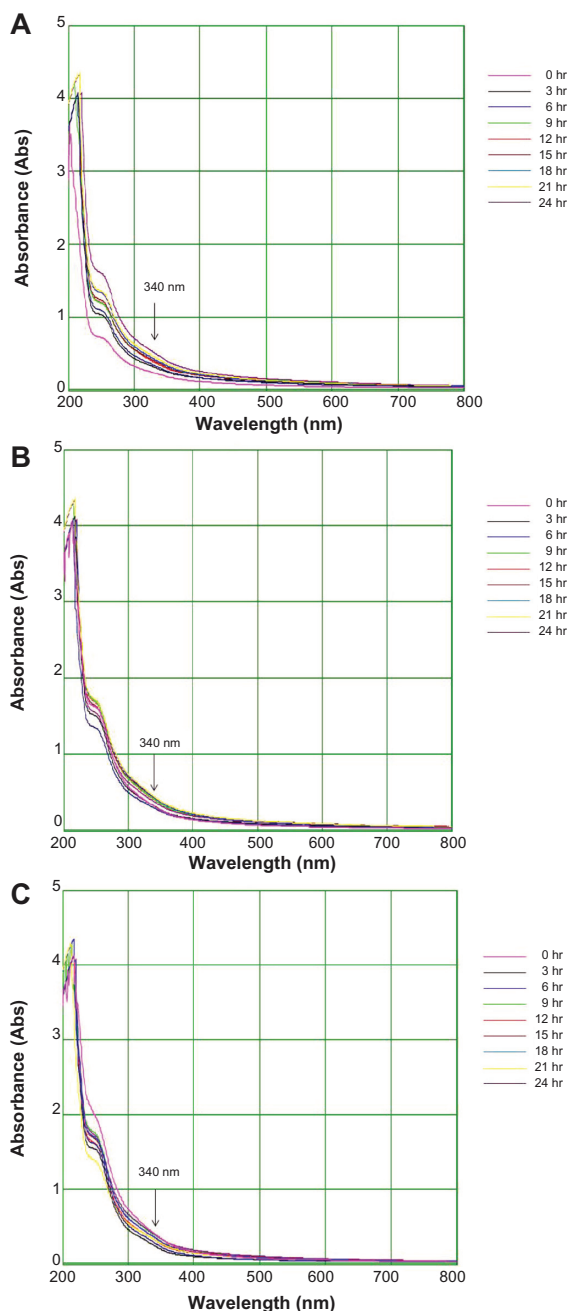 A
Absorbance (Abs)
5
4
3
2
1
0
340 nm
200 300 400 500 600 700 800
Wavelength (nm)
0 hr
3 hr
6 hr
9 hr
12 hr
15 hr
18 hr
21 hr
24 hr
B
Absorbance (Abs)
5
4
3
2
1
0
340 nm
200 300 400 500 600 700 800
Wavelength (nm)
0 hr
3 hr
6 hr
9 hr
12 hr
15 hr
18 hr
21 hr
24 hr
C
Absorbance (Abs)
5
4
3
2
1
0
340 nm
200 300 400 500 600 700 800
Wavelength (nm)
0 hr
3 hr
6 hr
9 hr
12 hr
15 hr
18 hr
21 hr
24 hr